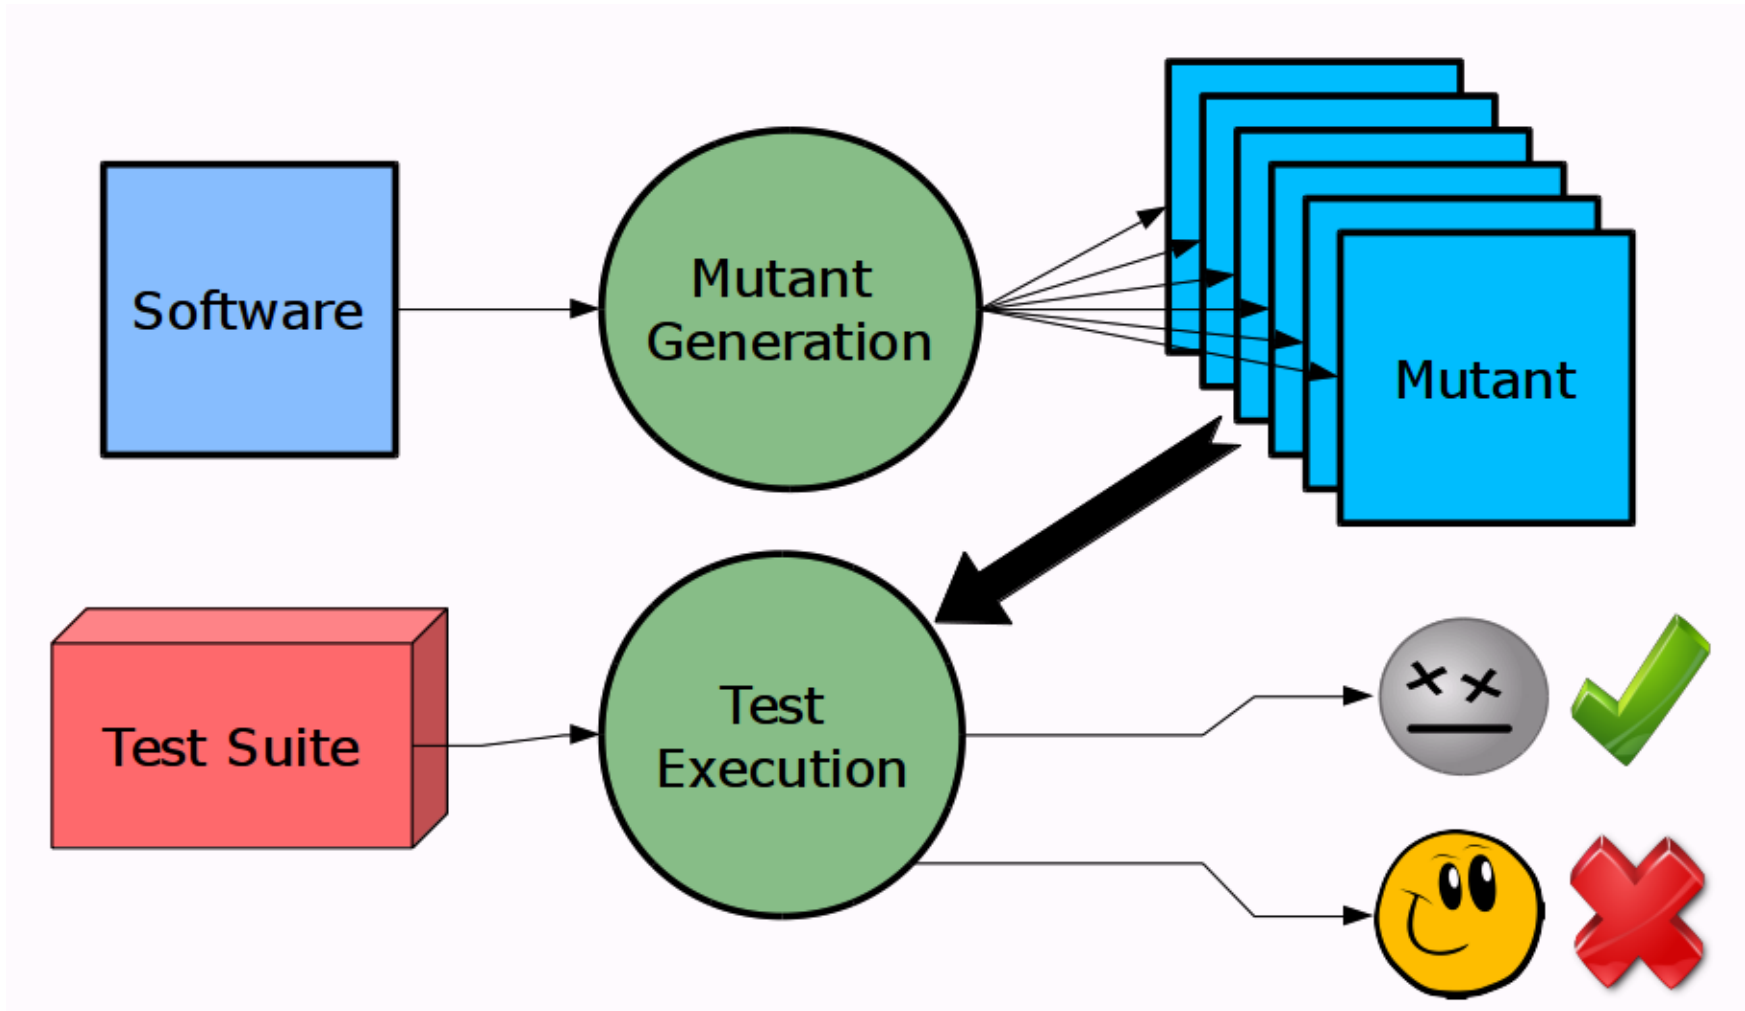 Software
Mutant
Generation
Mutant
Test Suite
Test
Execution